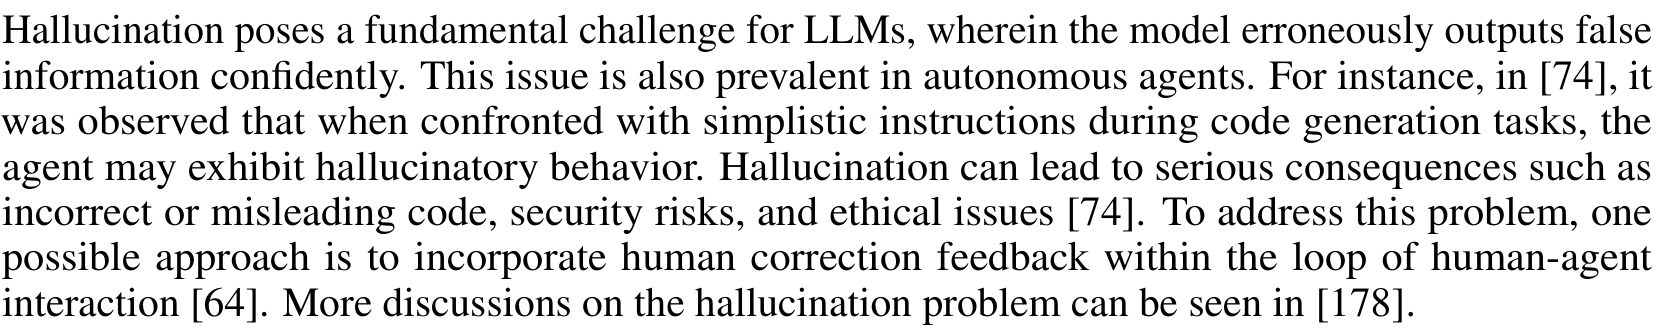 Hallucination poses a fundamental challenge for LLMs, wherein the model erroneously outputs false
information confidently. This issue is also prevalent in autonomous agents. For instance, in [74], it
was observed that when confronted with simplistic instructions during code generation tasks, the
agent may exhibit hallucinatory behavior. Hallucination can lead to serious consequences such as
incorrect or misleading code, security risks, and ethical issues [74]. To address this problem, one
possible approach is to incorporate human correction feedback within the loop of human-agent
interaction [64]. More discussions on the hallucination problem can be seen in [178].